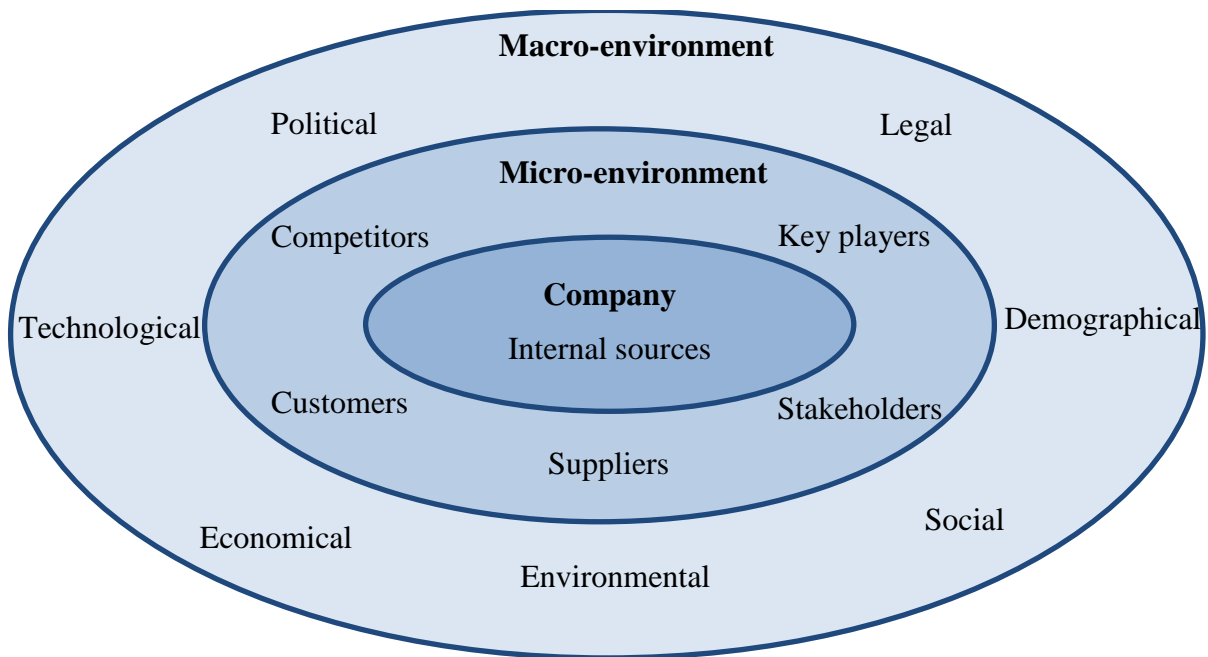 Macro-environment
Political
Legal
Micro-environment
Competitors
Key players
Company
Technological
Demographical
Internal sources
Customers
Stakeholders
Suppliers
Economical
Social
Environmental